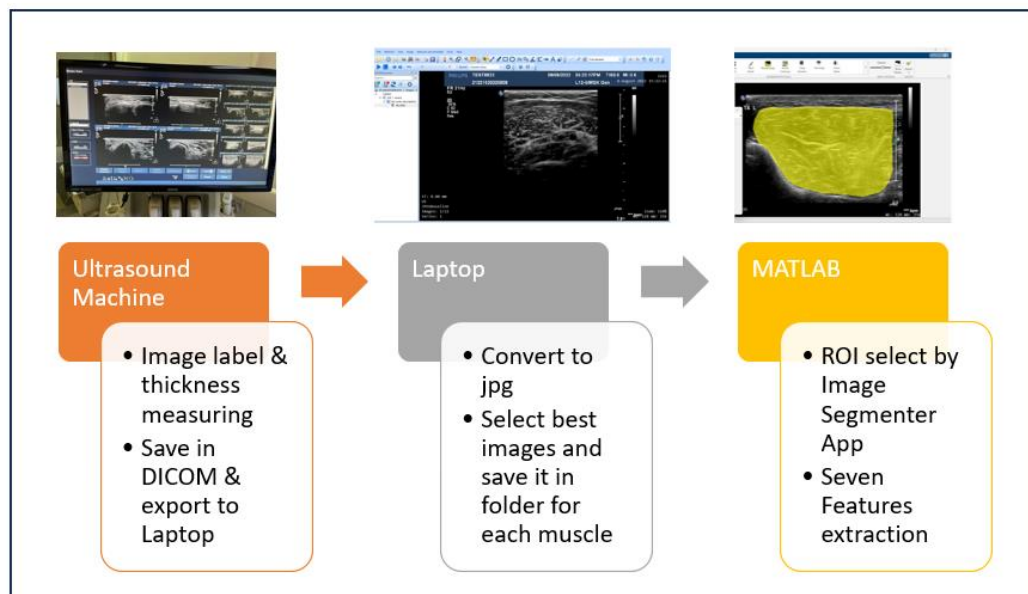 Ultrasound
Machine
• Image label &
thickness
measuring
• Save in
DICOM &
export to
Laptop
Laptop
• Convert to
jpg
• Select best
images and
save it in
folder for
each muscle
MATLAB
• ROI select by
Image
Segmenter
App
• Seven
Features
extraction